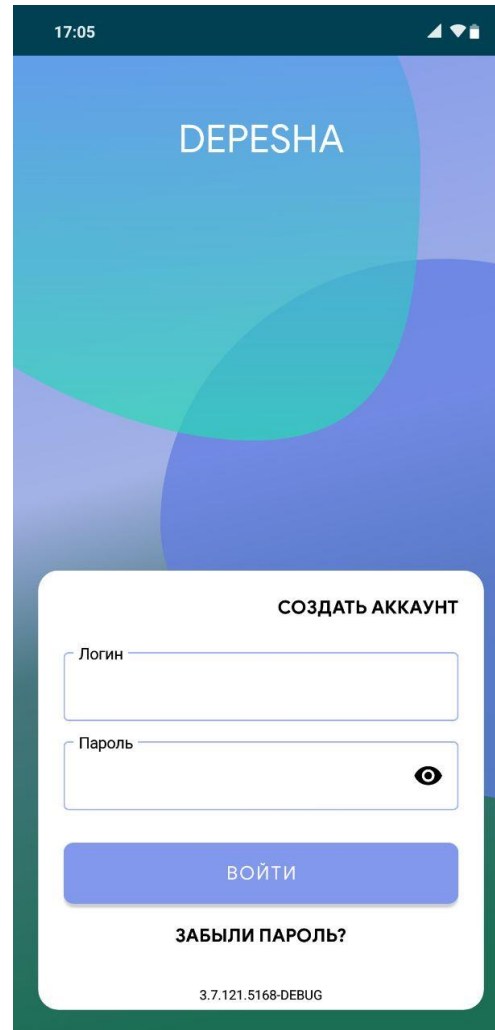 17:05
DEPESHA
СОЗДАТЬ АККАУНТ
Логин
Пароль
ВОЙТИ
ЗАБЫЛИ ПАРОЛЬ?
3.7.121.5168-DEBUG